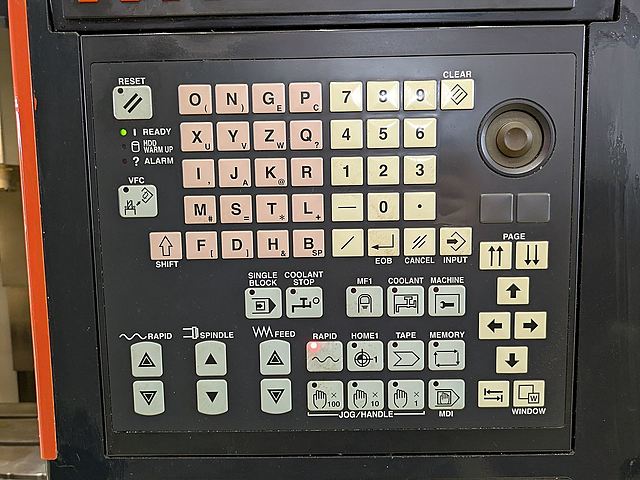 RESET
CLEAR
O ( N ) G E P C 7 8 9
I READY
HDD
WARM UP
? ALARM
X U Y V Z W Q ? 4 5 6
VFC
I , J A K @ R 1 2 3
M # S = T * L + — 0 •
SHIFT F [ D ] H & B SP / EOB CANCEL INPUT
PAGE
SINGLE
BLOCK
COOLANT
STOP
MF1 COOLANT MACHINE
RAPID SPINDLE FEED RAPID HOME1 TAPE MEMORY
1
×
100
×
10
×
1
JOG/HANDLE
MDI
W
WINDOW